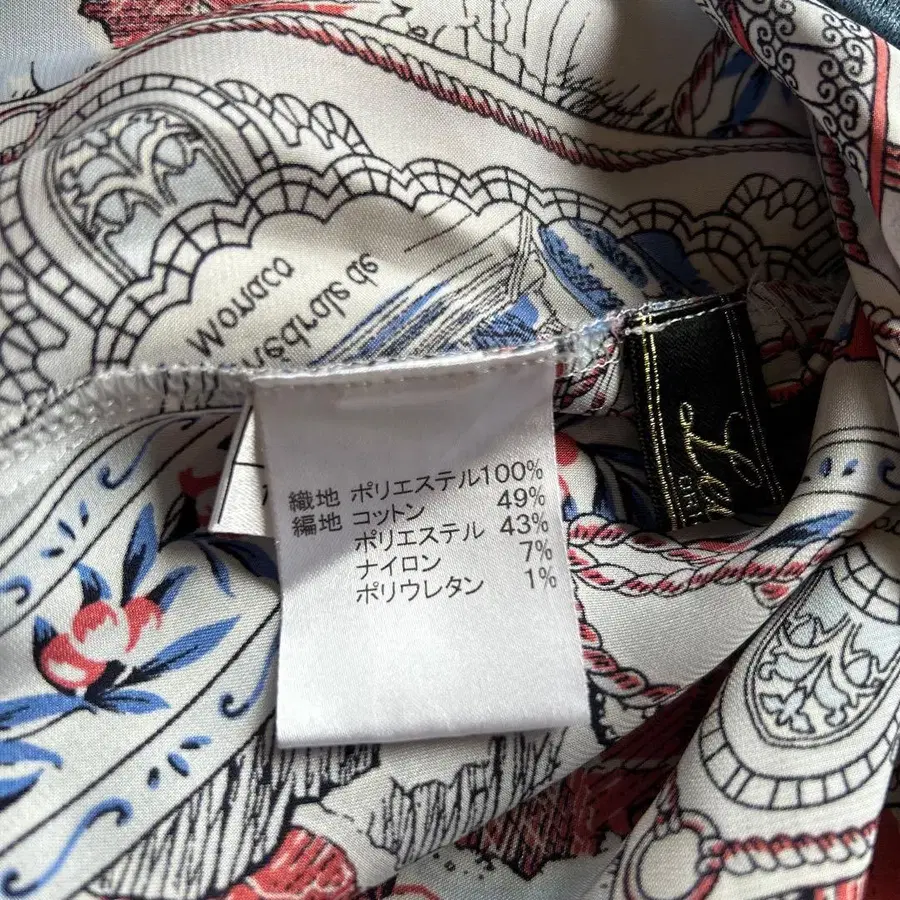 Monaco
織地 ポリエステル100%
編地 コットン 49%
ポリエステル 43%
ナイロン 7%
ポリウレタン 1%